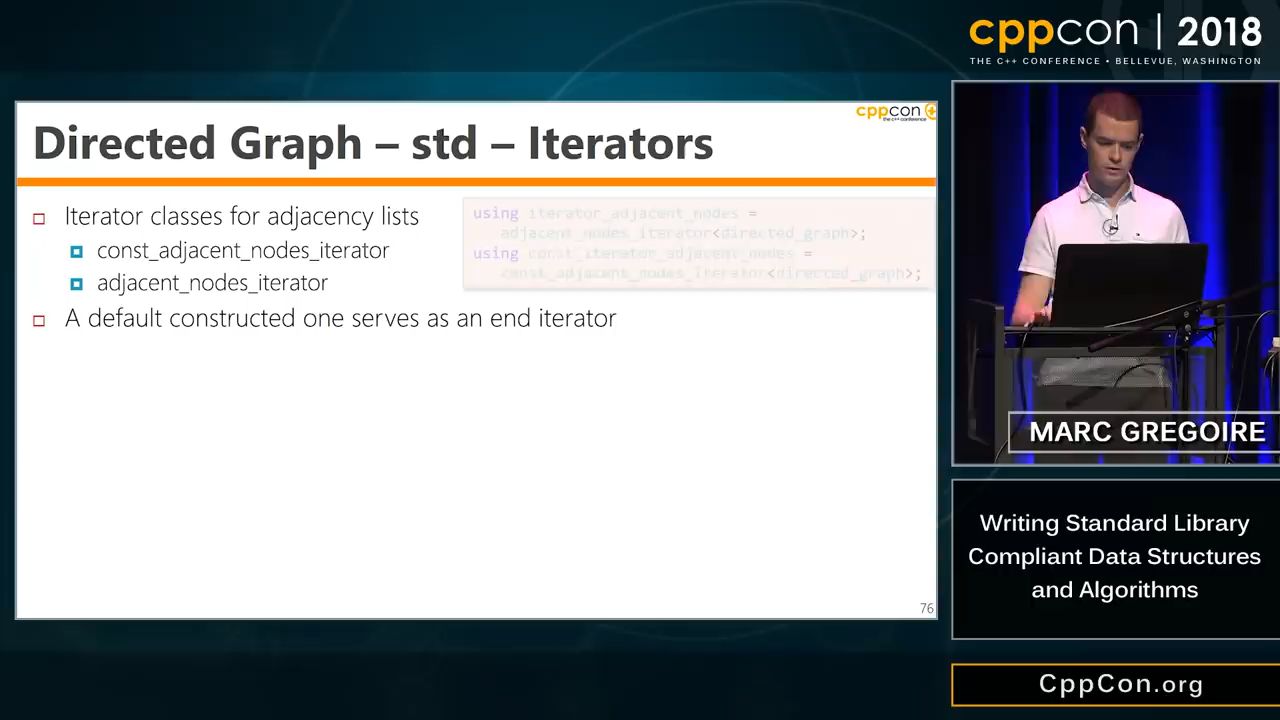 cppcon | 2018
THE C++ CONFERENCE • BELLEVUE, WASHINGTON
cppcon
the c++ conference
Directed Graph – std – Iterators
Iterator classes for adjacency lists
const_adjacent_nodes_iterator
adjacent_nodes_iterator
A default constructed one serves as an end iterator
using iterator_adjacent_nodes =
adjacent_nodes_iterator<directed_graph>;
using const_iterator_adjacent_nodes =
const_adjacent_nodes_iterator<directed_graph>;
76
MARC GREGOIRE
Writing Standard Library
Compliant Data Structures
and Algorithms
CppCon.org